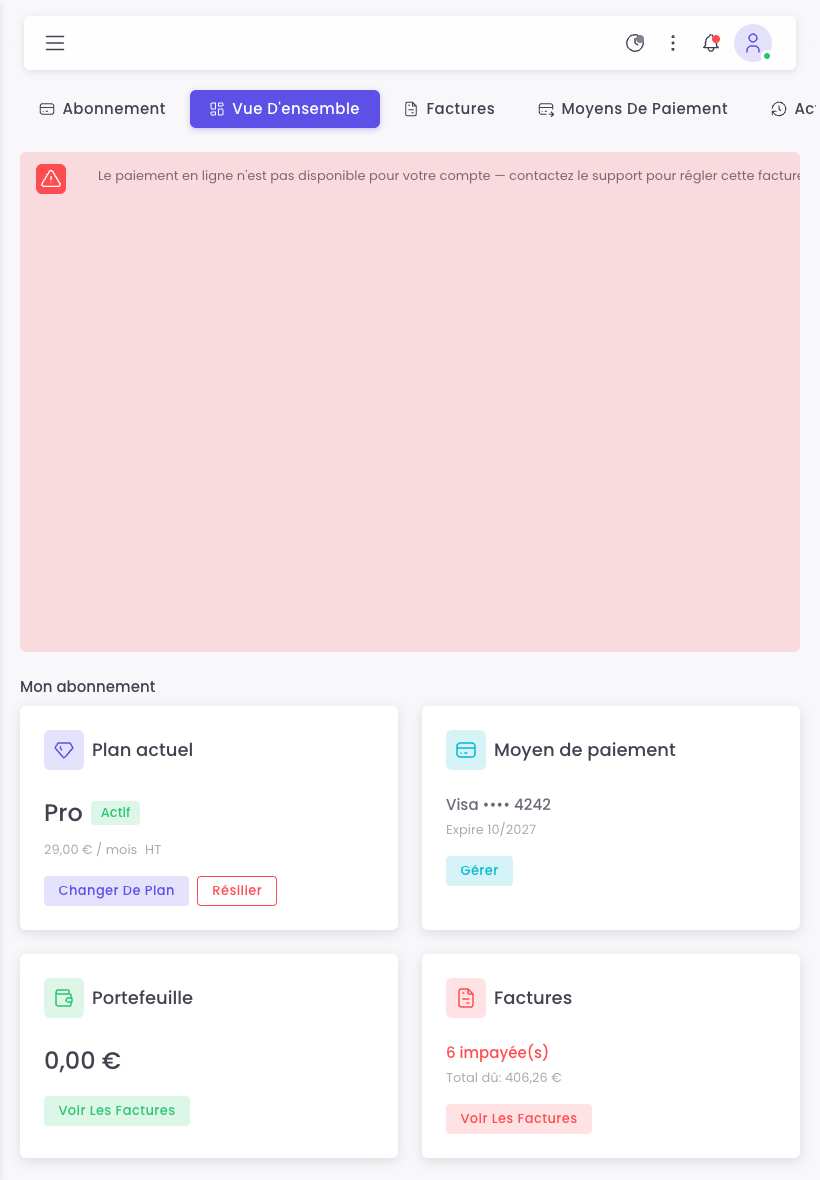 Abonnement
Vue D'ensemble
Factures
Moyens De Paiement
Le paiement en ligne n'est pas disponible pour votre compte — contactez le support pour régler cette facture
Mon abonnement
Plan actuel
Pro Actif
29,00 € / mois HT
Changer De Plan
Résilier
Moyen de paiement
Visa •••• 4242
Expire 10/2027
Gérer
Portefeuille
0,00 €
Voir Les Factures
Factures
6 impayée(s)
Total dû: 406,26 €
Voir Les Factures